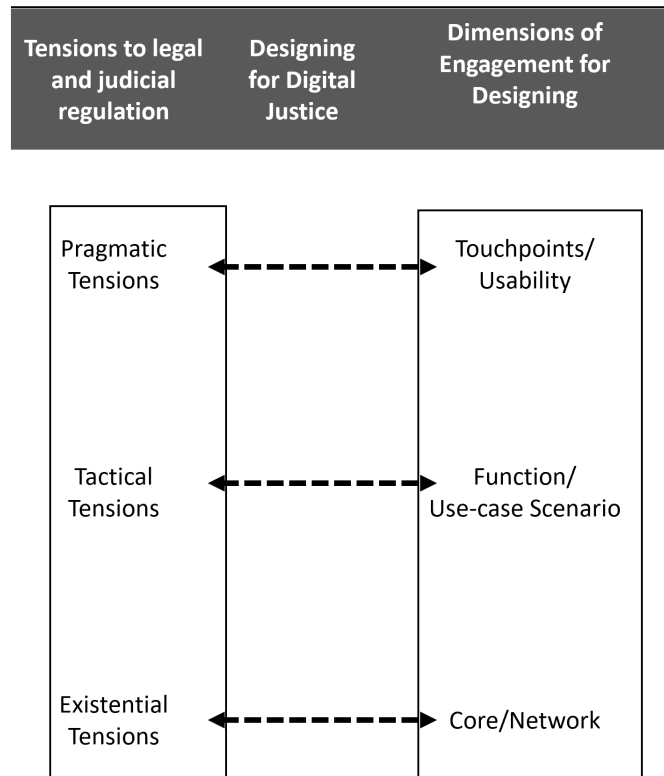 Tensions to legal
and judicial
regulation
Designing
for Digital
Justice
Dimensions of
Engagement for
Designing
Pragmatic
Tensions
Touchpoints/
Usability
Tactical
Tensions
Function/
Use-case Scenario
Existential
Tensions
Core/Network